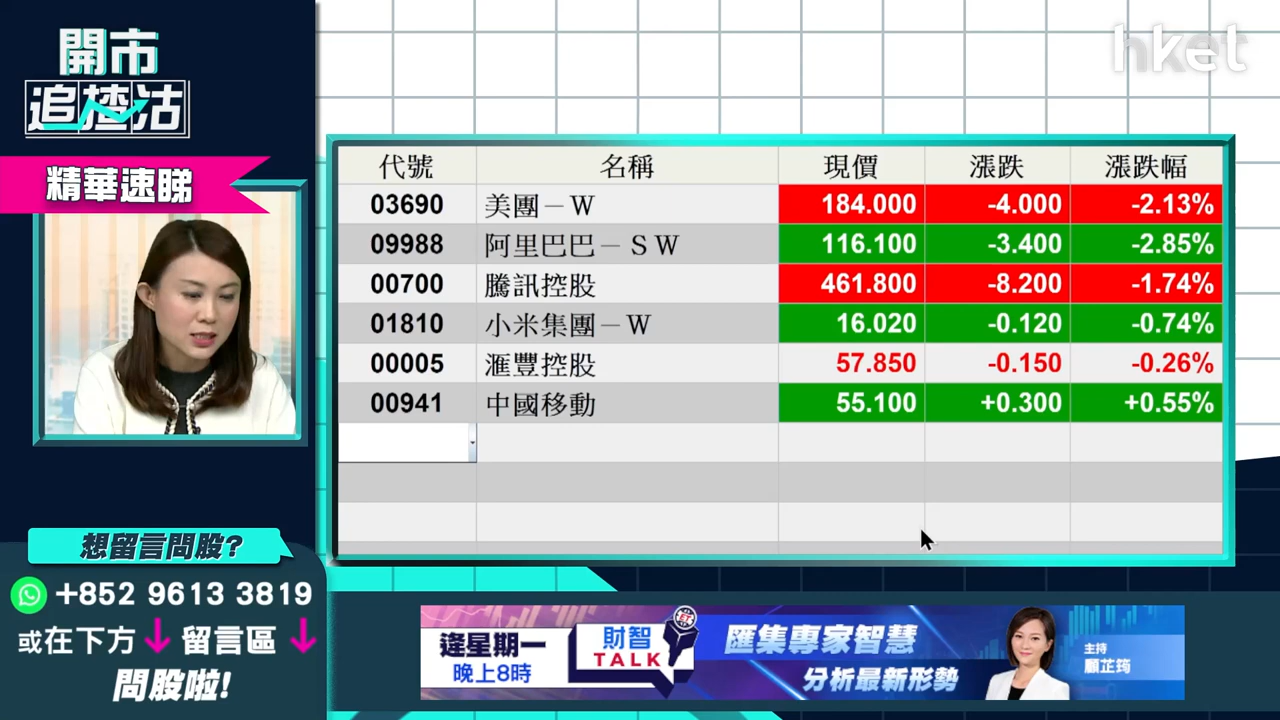 開市
追揸沽
精華速睇
hket
代號 名稱 現價 漲跌 漲跌幅
03690 美團－W 184.000 -4.000 -2.13%
09988 阿里巴巴－ＳＷ 116.100 -3.400 -2.85%
00700 騰訊控股 461.800 -8.200 -1.74%
01810 小米集團－W 16.020 -0.120 -0.74%
00005 滙豐控股 57.850 -0.150 -0.26%
00941 中國移動 55.100 +0.300 +0.55%
想留言問股?
+852 9613 3819
或在下方↓留言區↓
問股啦!
逢星期一
晚上8時
財智
TALK
匯集專家智慧
分析最新形勢
主持
顧芷筠